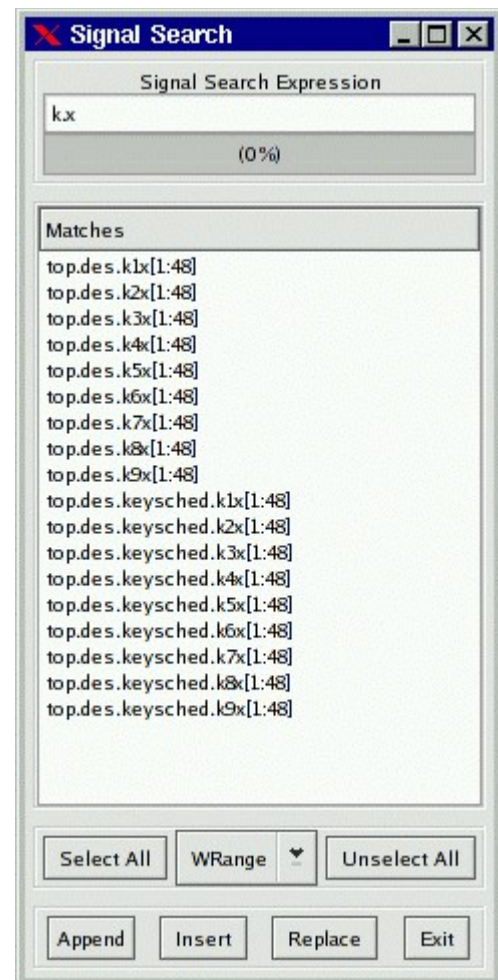 Signal Search
Signal Search Expression
k.x
(0%)
Matches
top.des.k1x[1:48]
top.des.k2x[1:48]
top.des.k3x[1:48]
top.des.k4x[1:48]
top.des.k5x[1:48]
top.des.k6x[1:48]
top.des.k7x[1:48]
top.des.k8x[1:48]
top.des.k9x[1:48]
top.des.keysched.k1x[1:48]
top.des.keysched.k2x[1:48]
top.des.keysched.k3x[1:48]
top.des.keysched.k4x[1:48]
top.des.keysched.k5x[1:48]
top.des.keysched.k6x[1:48]
top.des.keysched.k7x[1:48]
top.des.keysched.k8x[1:48]
top.des.keysched.k9x[1:48]
Select All WRange Unselect All
Append Insert Replace Exit